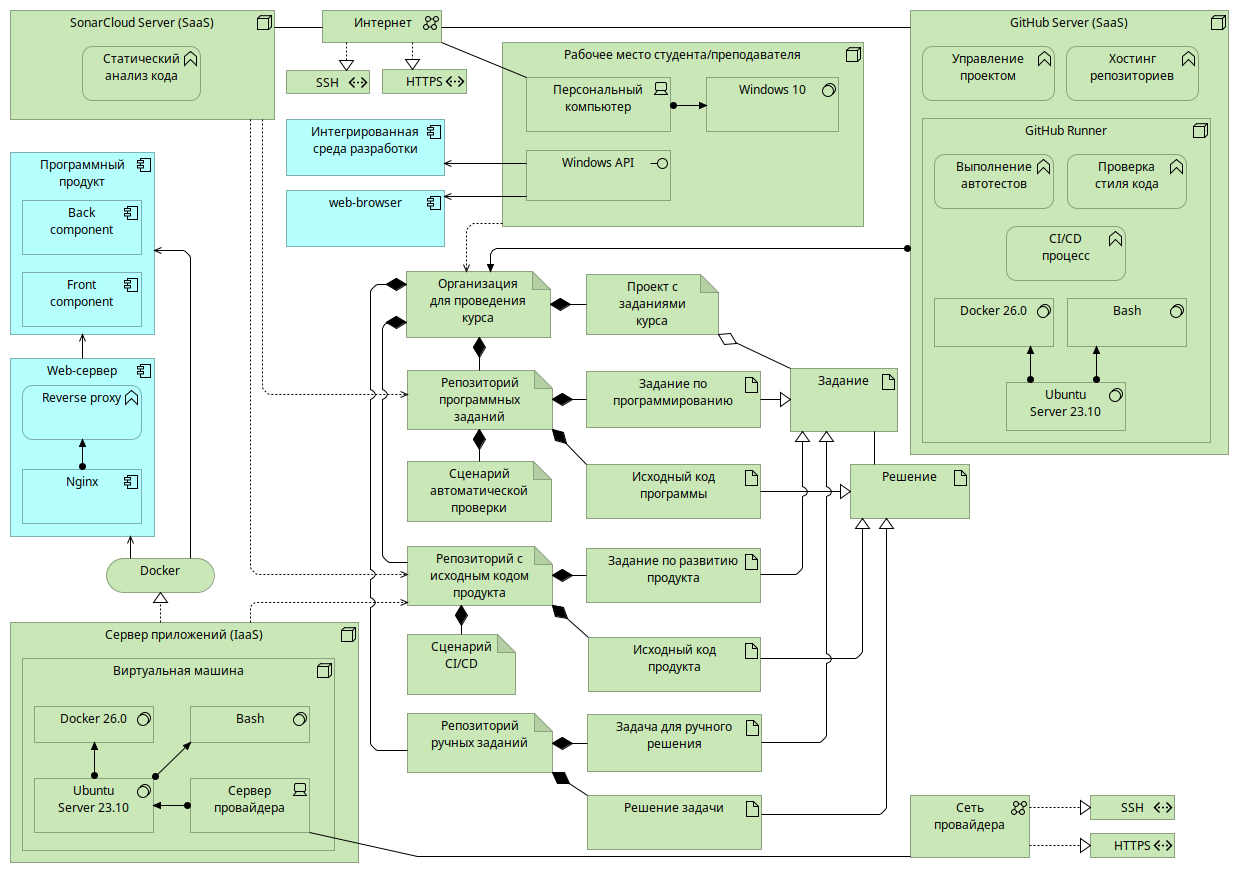 SonarCloud Server (SaaS)
Статический
анализ кода
Интернет
SSH
HTTPS
Рабочее место студента/преподавателя
Персональный
компьютер
Windows 10
Windows API
GitHub Server (SaaS)
Управление
проектом
Хостинг
репозиториев
GitHub Runner
Выполнение
автотестов
Проверка
стиля кода
CI/CD
процесс
Docker 26.0
Bash
Ubuntu
Server 23.10
Интегрированная
среда разработки
web-browser
Программный
продукт
Back
component
Front
component
Web-сервер
Reverse proxy
Nginx
Docker
Организация
для проведения
курса
Проект с
заданиями
курса
Репозиторий
программных
заданий
Задание по
программированию
Задание
Сценарий
автоматической
проверки
Исходный код
программы
Решение
Репозиторий с
исходным кодом
продукта
Задание по развитию
продукта
Сценарий
CI/CD
Исходный код
продукта
Репозиторий
ручных заданий
Задача для ручного
решения
Решение задачи
Сервер приложений (IaaS)
Виртуальная машина
Docker 26.0
Bash
Ubuntu
Server 23.10
Сервер
провайдера
Сеть
провайдера
SSH
HTTPS